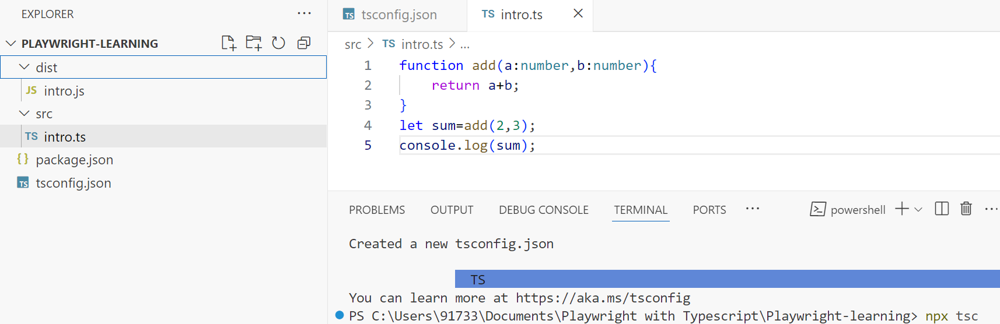 EXPLORER
PLAYWRIGHT-LEARNING
dist
JS intro.js
src
TS intro.ts
{} package.json
TS tsconfig.json
TS tsconfig.json
TS intro.ts
src > TS intro.ts > ...
1 function add(a:number,b:number){
2 return a+b;
3 }
4 let sum=add(2,3);
5 console.log(sum);
PROBLEMS OUTPUT DEBUG CONSOLE TERMINAL PORTS ... powershell
Created a new tsconfig.json
TS
You can learn more at https://aka.ms/tsconfig
PS C:\Users\91733\Documents\Playwright with Typescript\Playwright-learning> npx tsc